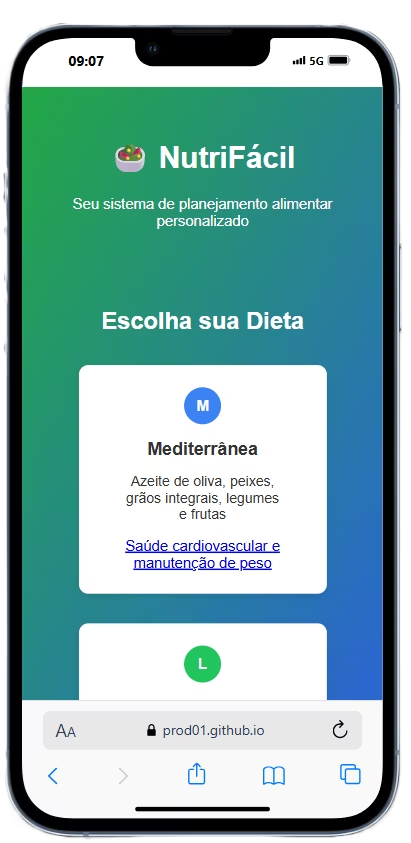 09:07
5G
NutriFácil
Seu sistema de planejamento alimentar
personalizado
Escolha sua Dieta
M
Mediterrânea
Azeite de oliva, peixes,
grãos integrais, legumes
e frutas
Saúde cardiovascular e
manutenção de peso
L
AA
prod01.github.io